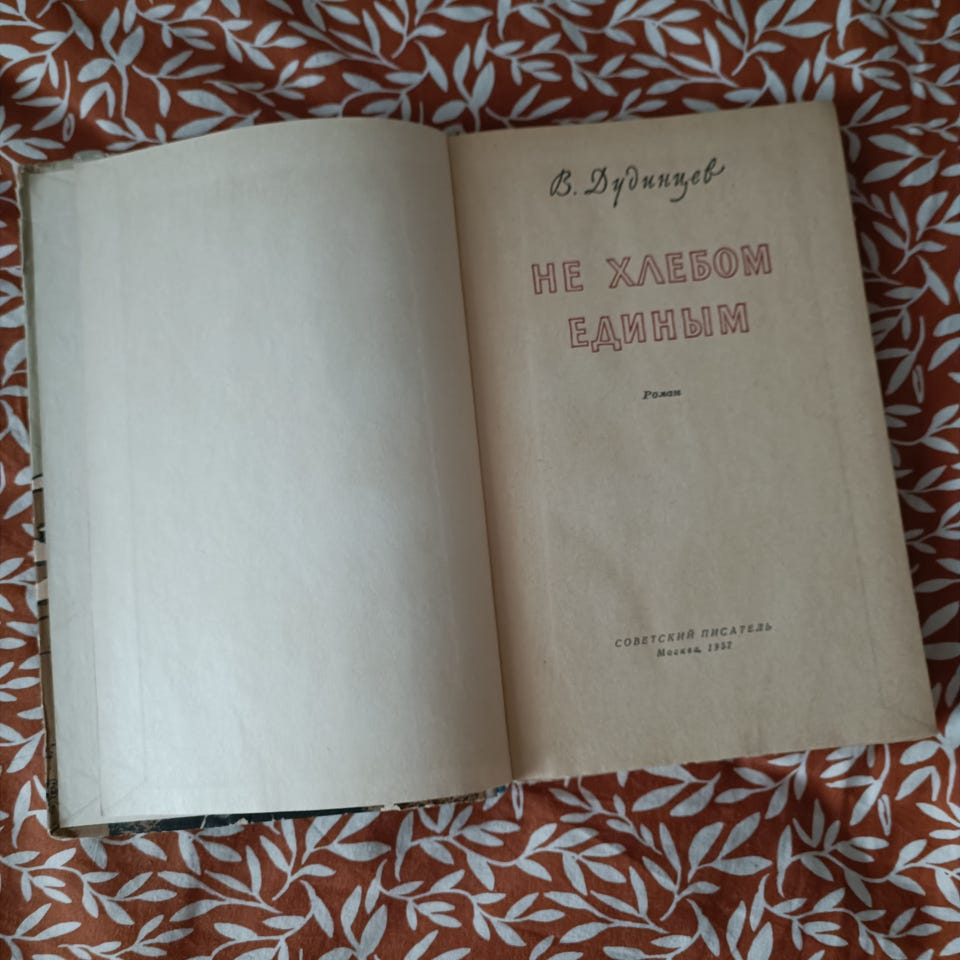 В. Дудинцев
НЕ ХЛЕБОМ
ЕДИНЫМ
Роман
СОВЕТСКИЙ ПИСАТЕЛЬ
Москва, 1957